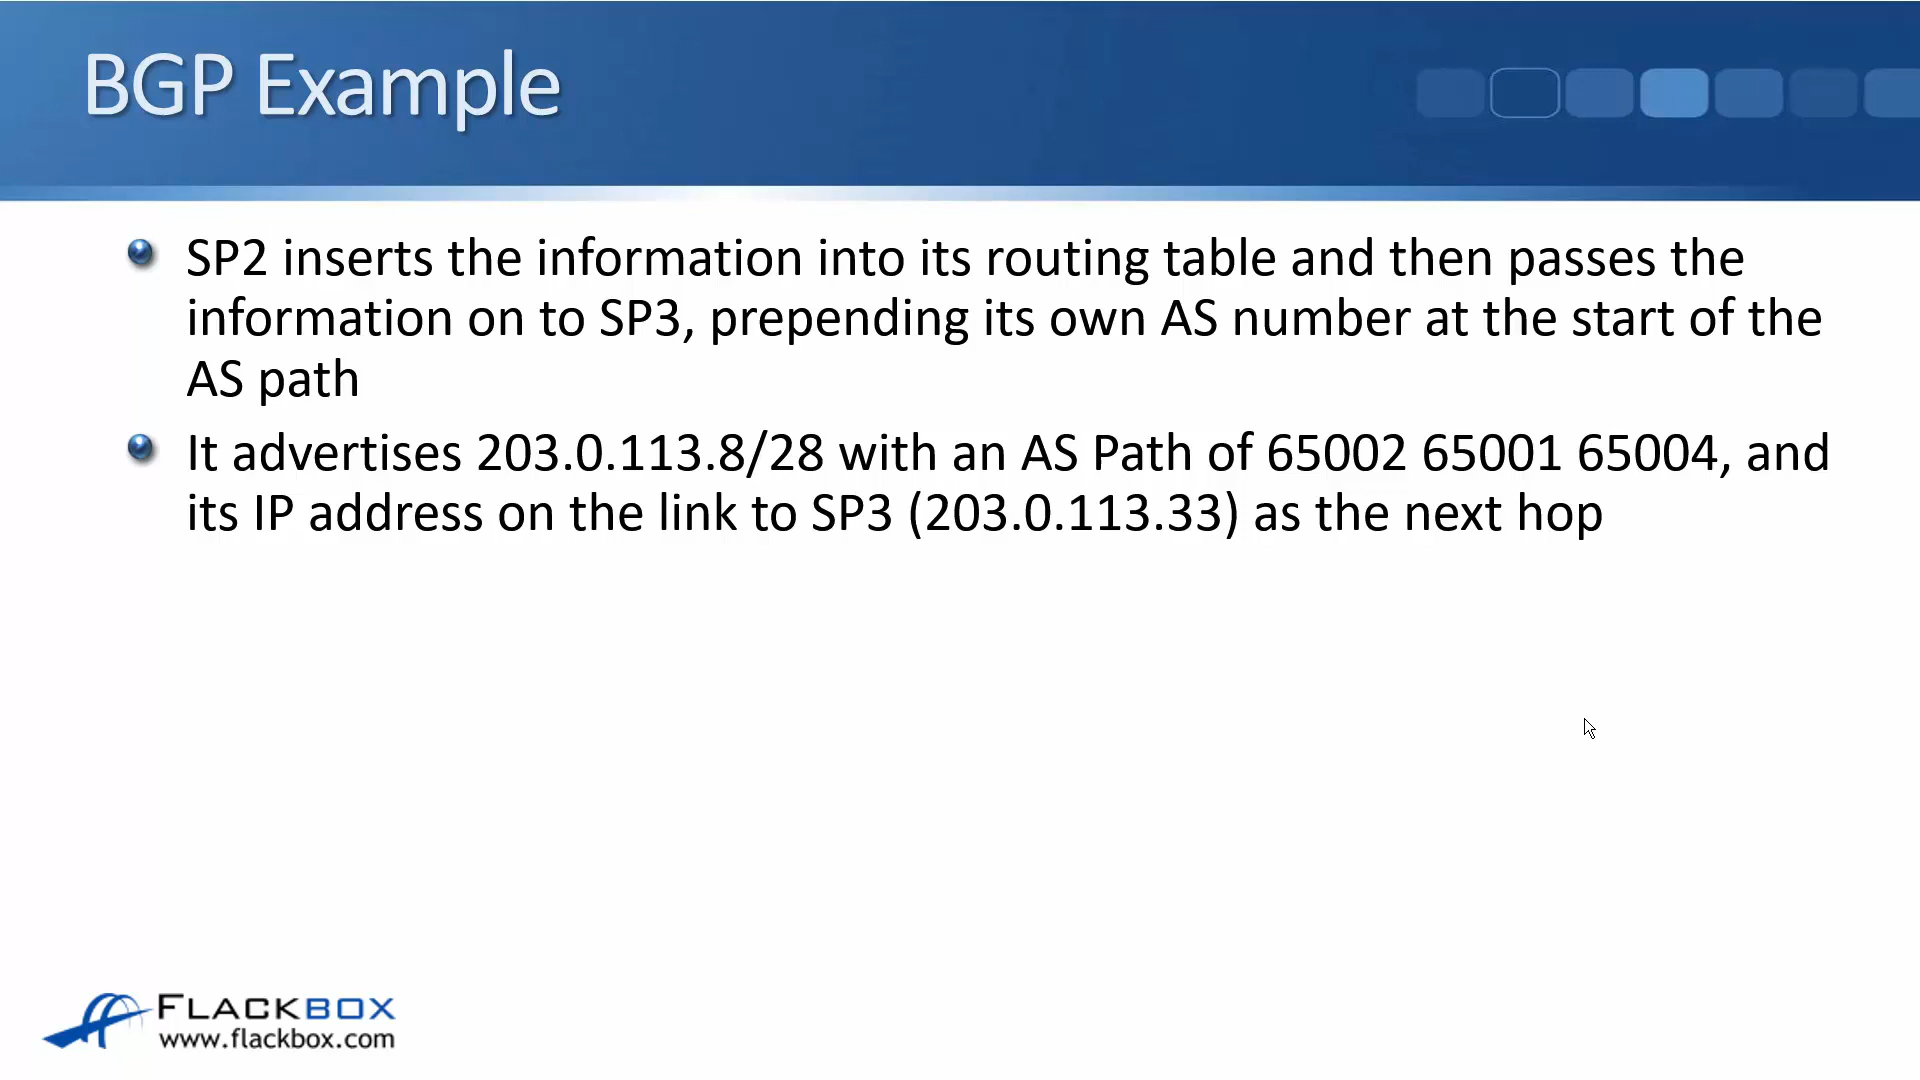 BGP Example
SP2 inserts the information into its routing table and then passes the
information on to SP3, prepending its own AS number at the start of the
AS path
It advertises 203.0.113.8/28 with an AS Path of 65002 65001 65004, and
its IP address on the link to SP3 (203.0.113.33) as the next hop
FLACKBOX
www.flackbox.com